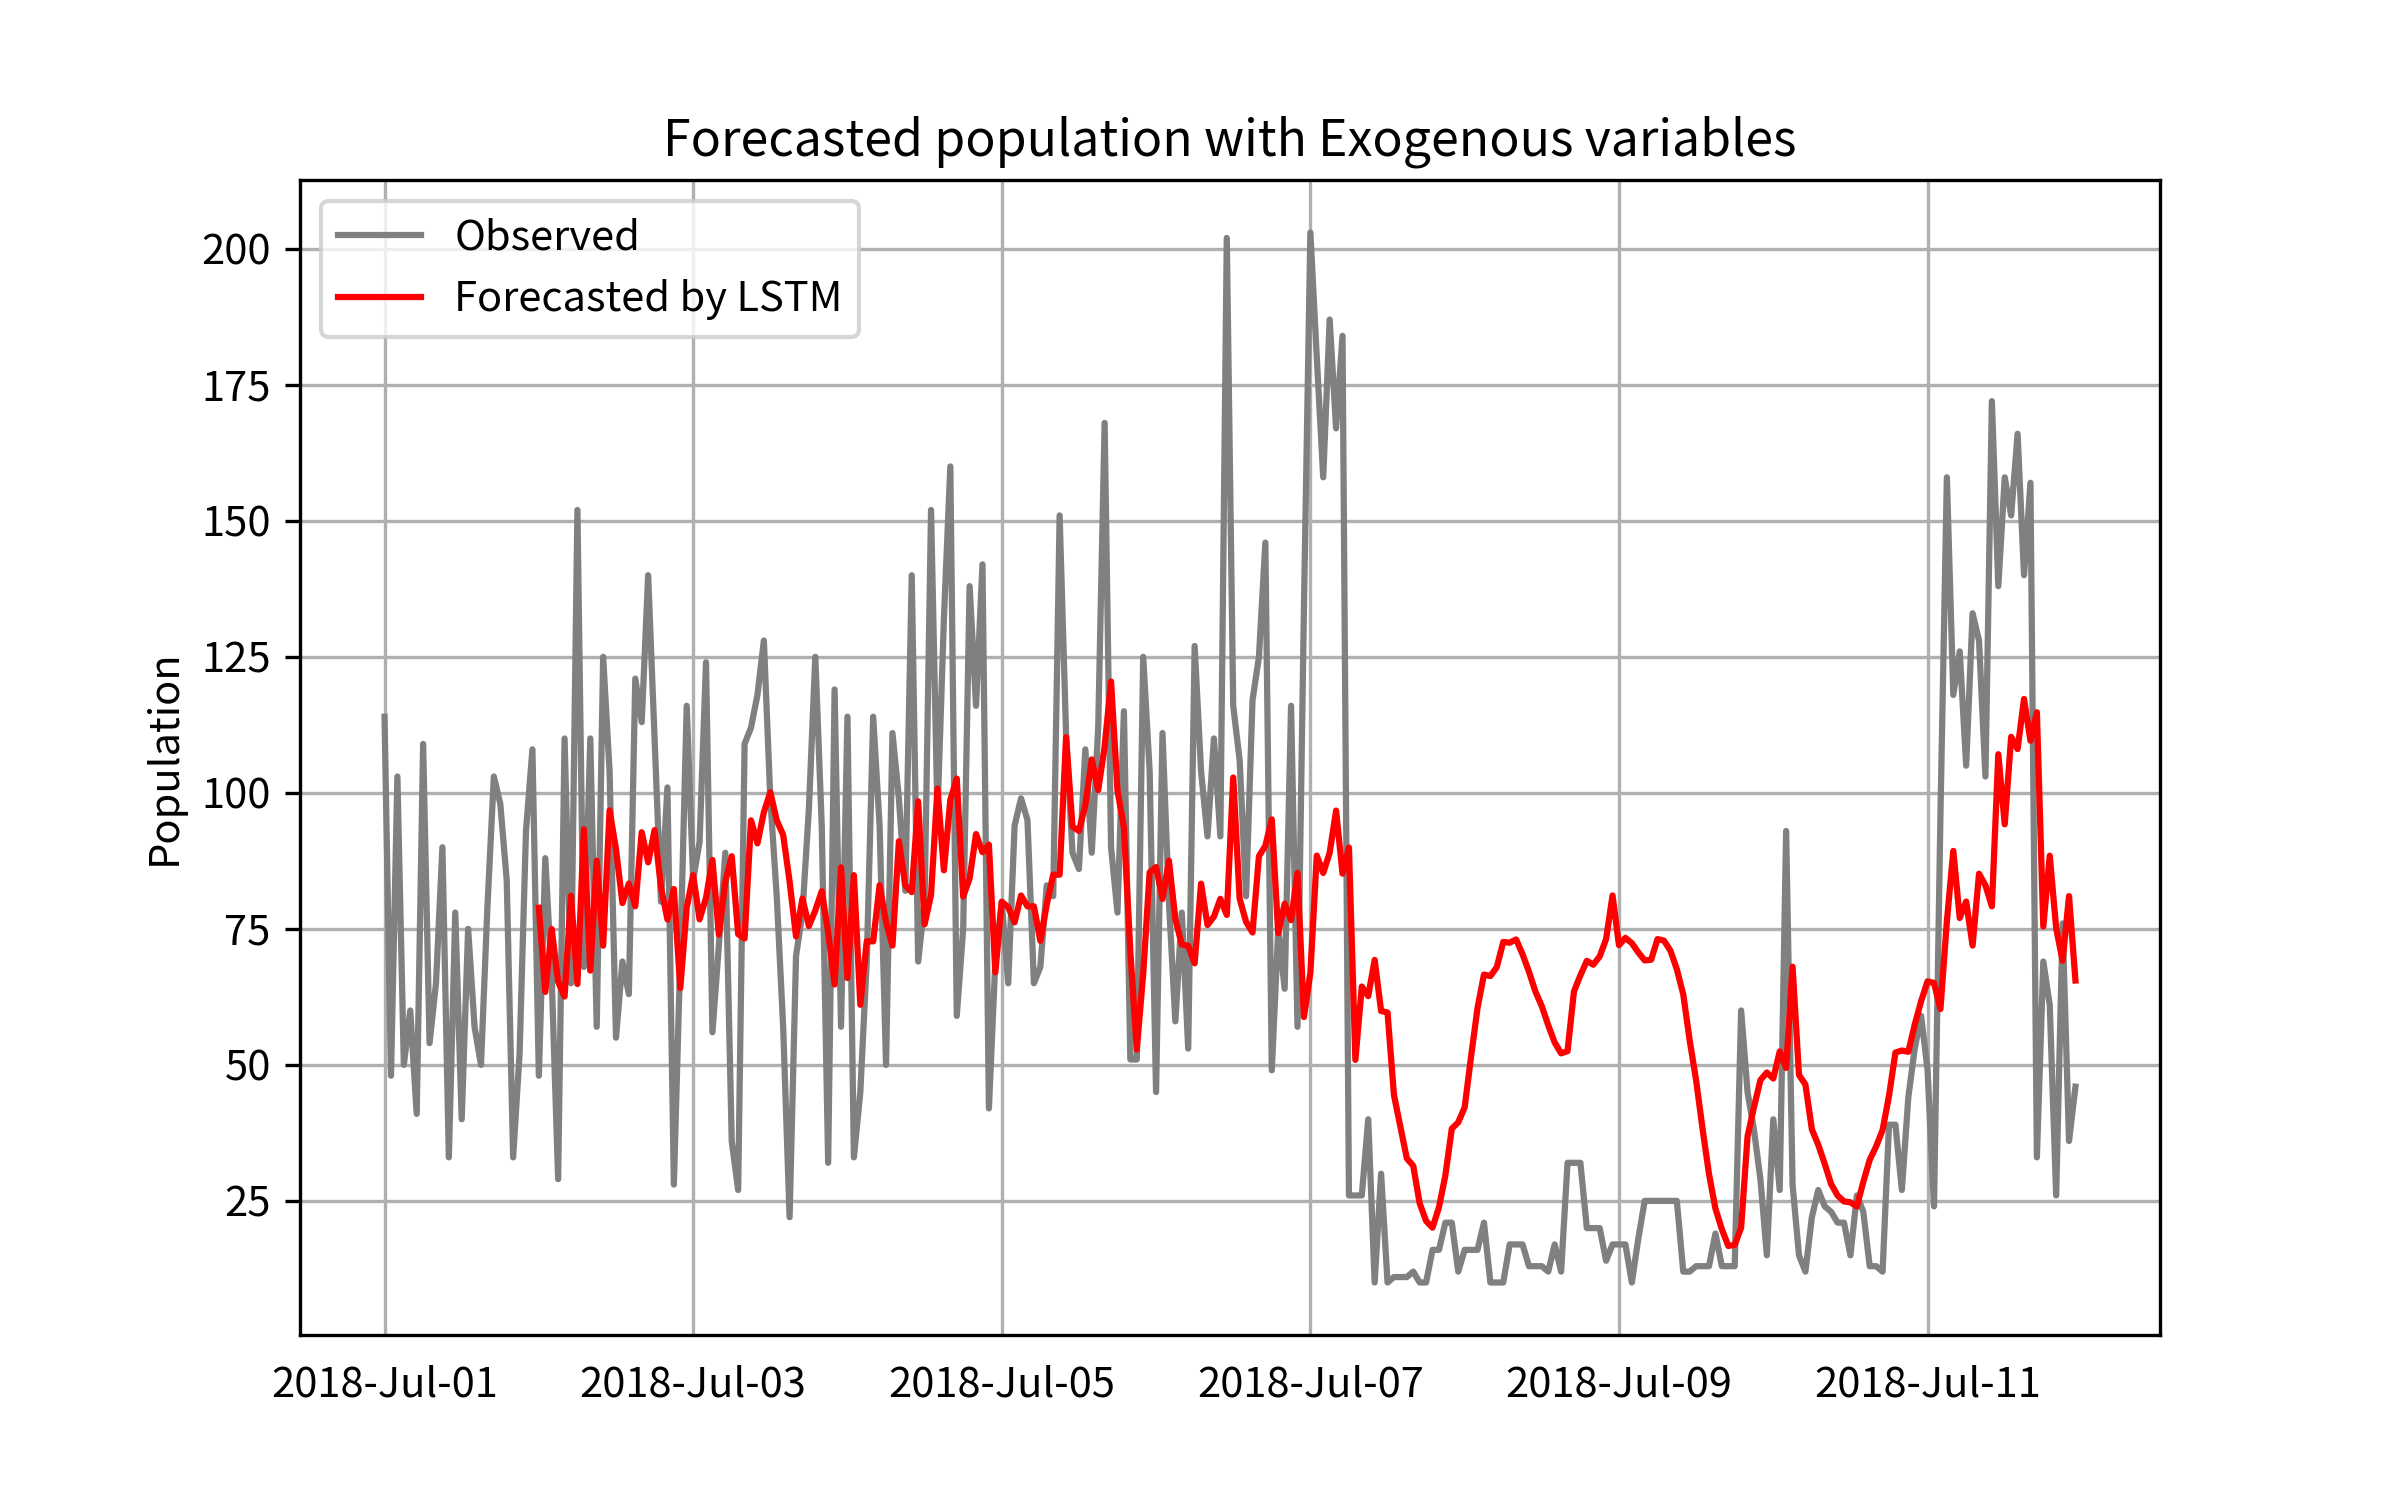 Forecasted population with Exogenous variables
Observed
Forecasted by LSTM
Population
200
175
150
125
100
75
50
25
2018-Jul-01
2018-Jul-03
2018-Jul-05
2018-Jul-07
2018-Jul-09
2018-Jul-11